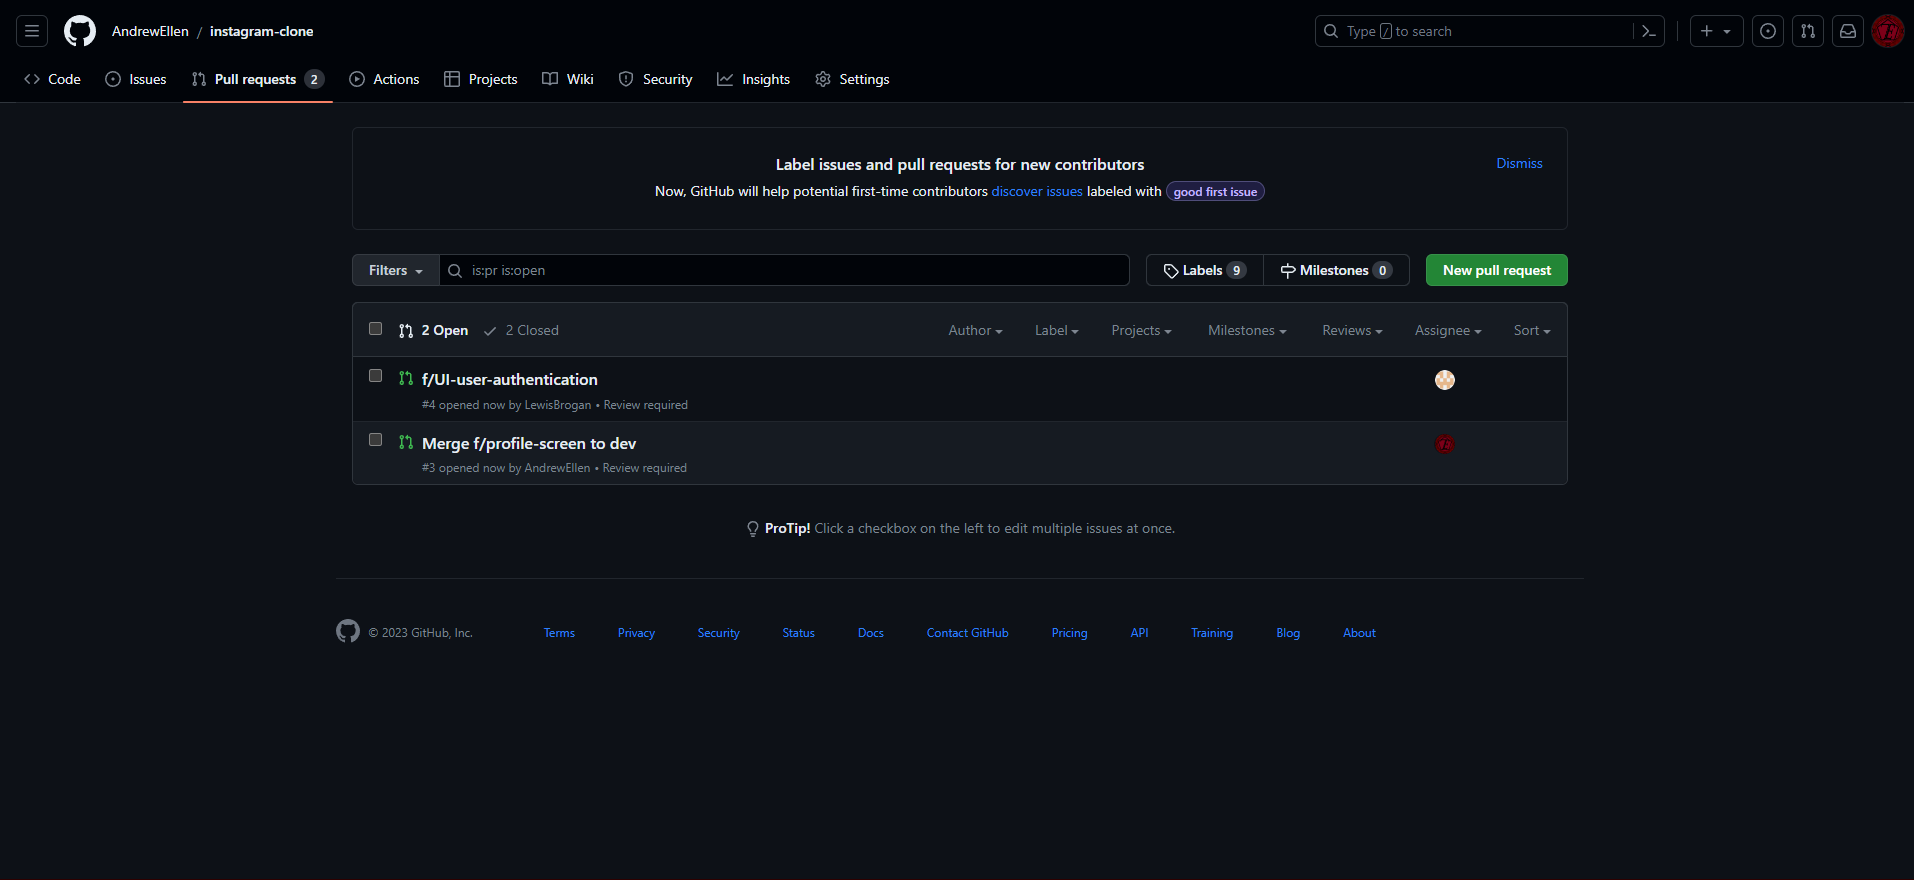 AndrewEllen / instagram-clone
Type / to search
Code Issues Pull requests 2 Actions Projects Wiki Security Insights Settings
Label issues and pull requests for new contributors
Dismiss
Now, GitHub will help potential first-time contributors discover issues labeled with good first issue
Filters is:pr is:open Labels 9 Milestones 0 New pull request
2 Open 2 Closed Author Label Projects Milestones Reviews Assignee Sort
f/UI-user-authentication
#4 opened now by LewisBrogan • Review required
Merge f/profile-screen to dev
#3 opened now by AndrewEllen • Review required
ProTip! Click a checkbox on the left to edit multiple issues at once.
© 2023 GitHub, Inc. Terms Privacy Security Status Docs Contact GitHub Pricing API Training Blog About